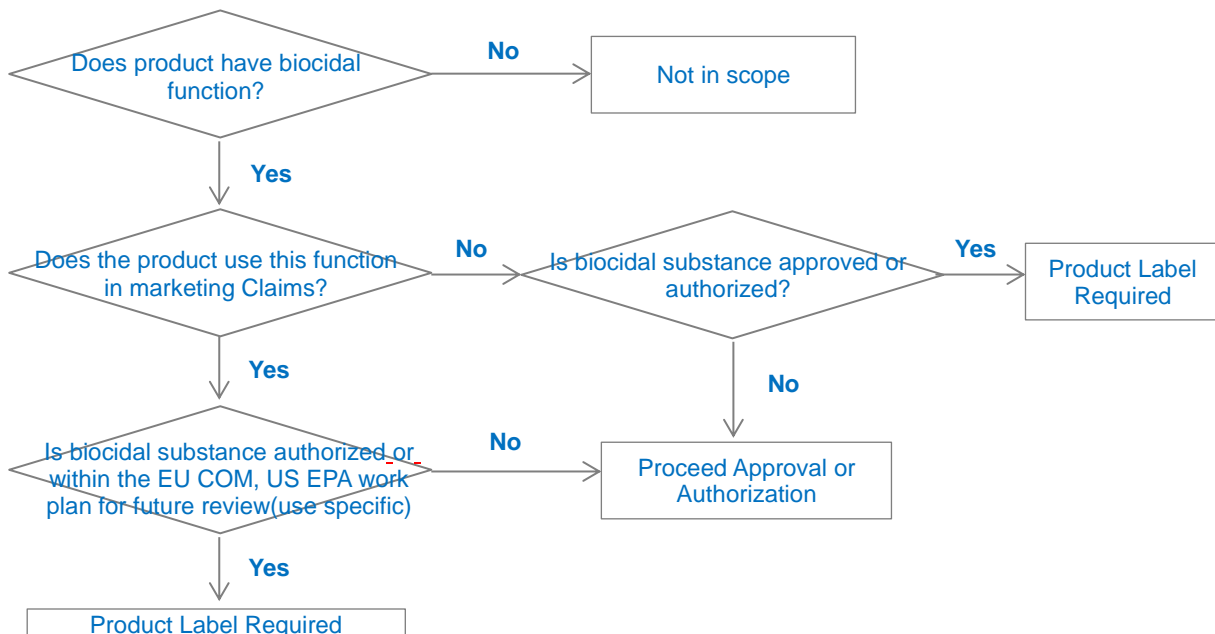 Does product have biocidal
function?
No
Not in scope
Yes
Does the product use this function
in marketing Claims?
No
Is biocidal substance approved or
authorized?
Yes
Product Label
Required
Yes
No
Is biocidal substance authorized or
within the EU COM, US EPA work
plan for future review(use specific)
No
Proceed Approval or
Authorization
Yes
Product Label Required